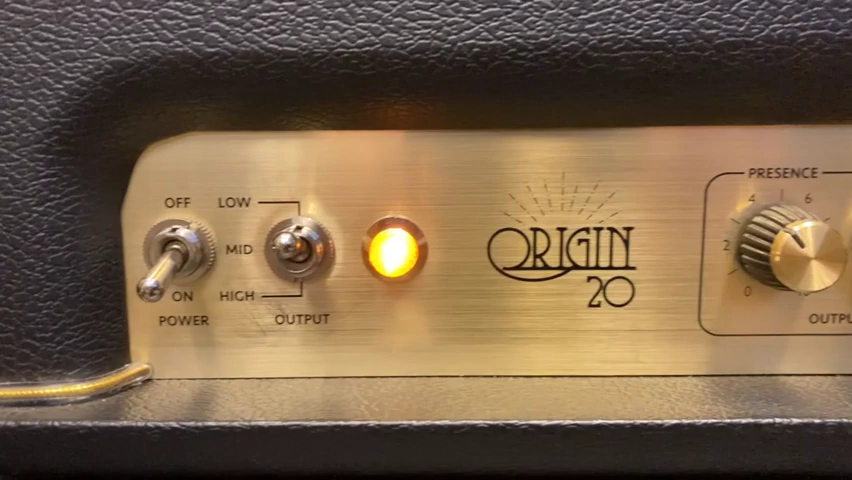 OFF
LOW
MID
HIGH
ON
POWER
OUTPUT
ORIGIN
20
PRESENCE
4
6
2
0